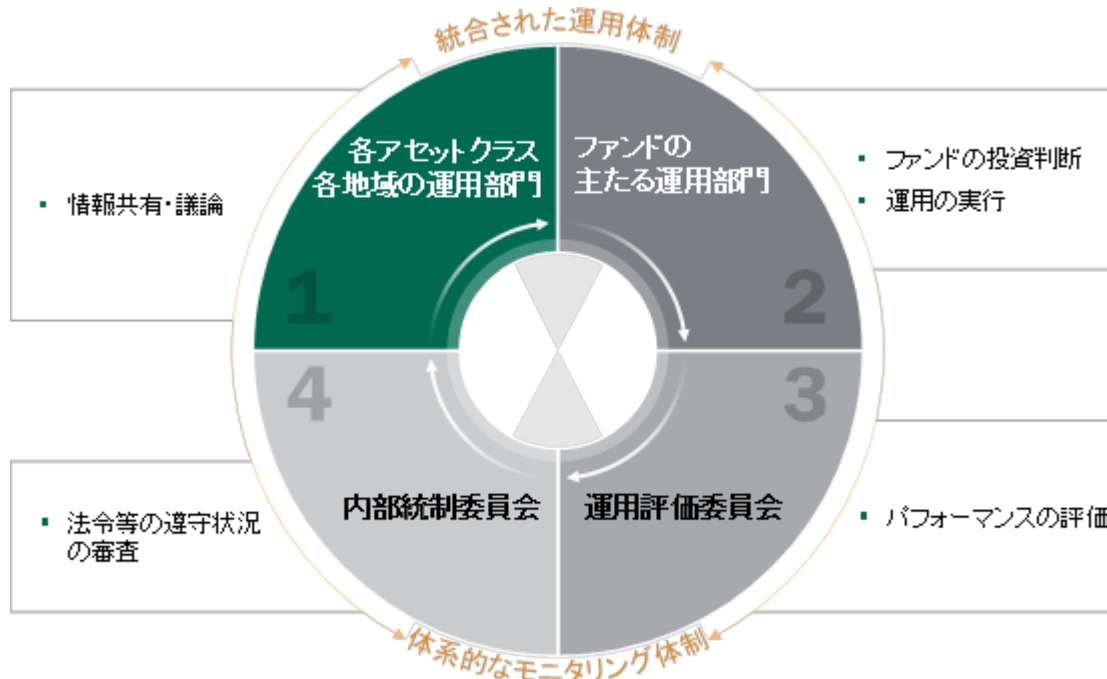 統合された運用体制
各アセットクラス
各地域の運用部門
ファンドの
主たる運用部門
・ 情報共有・議論
▪ ファンドの投資判断
▪ 運用の実行
1
2
4
3
内部統制委員会
運用評価委員会
▪ 法令等の遵守状況
の審査
▪ パフォーマンスの評価
体系的なモニタリング体制